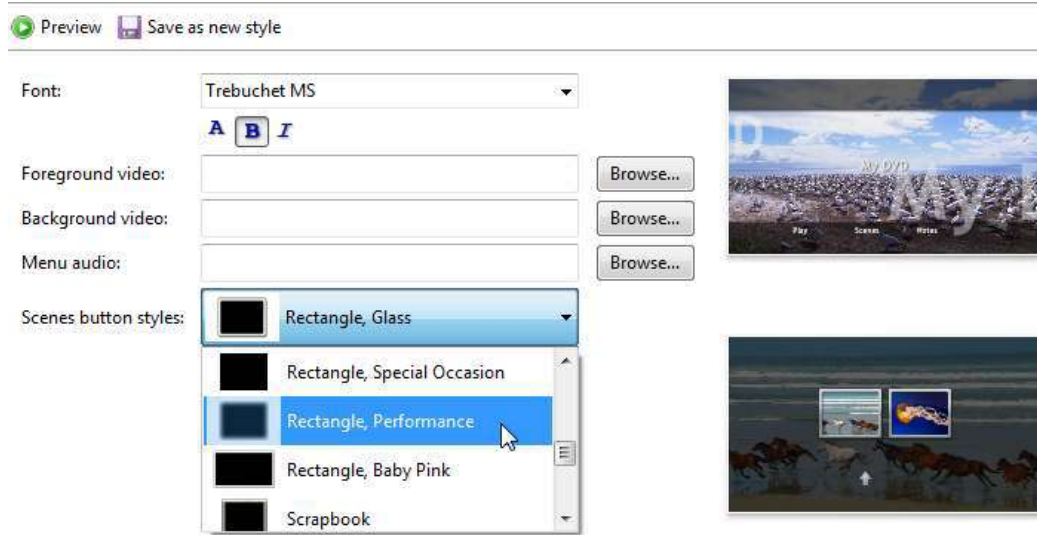 Preview Save as new style
Font: Trebuchet MS
A B I
Foreground video: Browse...
Background video: Browse...
Menu audio: Browse...
Scenes button styles: Rectangle, Glass
Rectangle, Special Occasion
Rectangle, Performance
Rectangle, Baby Pink
Scrapbook
D
My DVD
My D
Play Scenes Notes